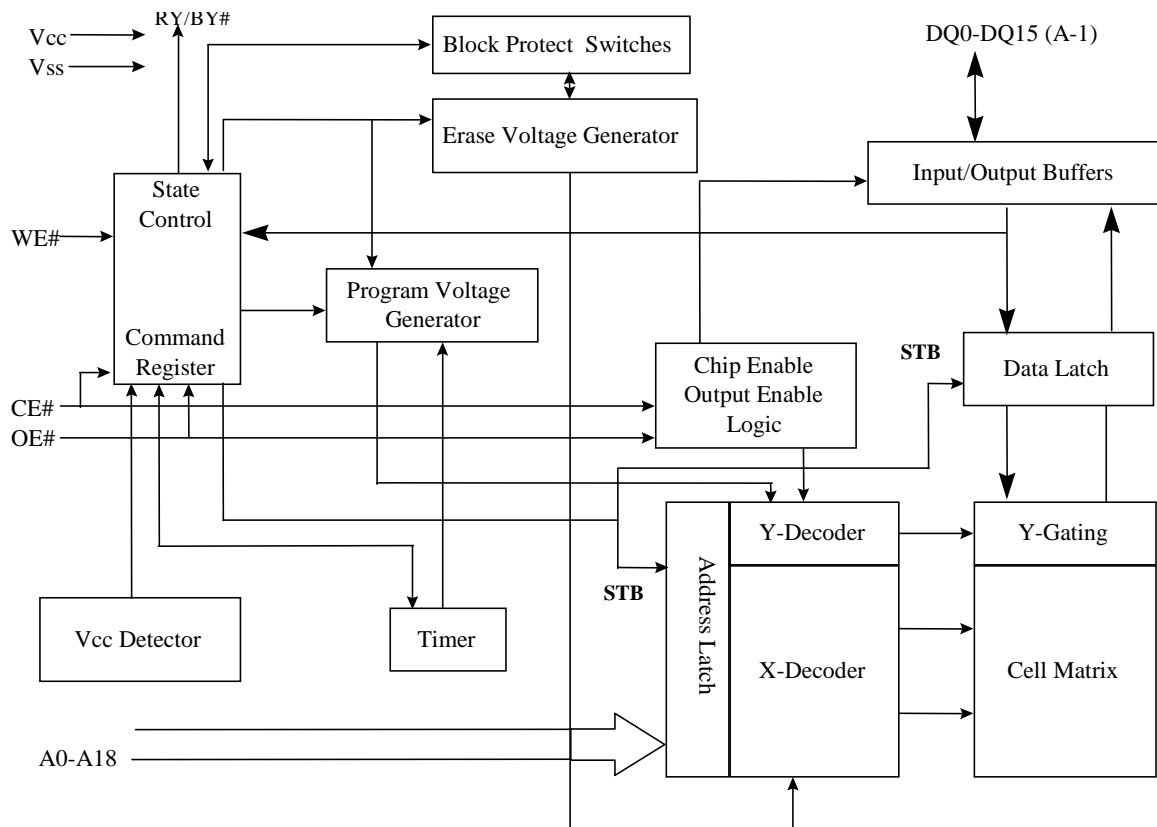 RY/BY#
Vcc
Vss
Block Protect Switches
DQ0-DQ15 (A-1)
Erase Voltage Generator
Input/Output Buffers
State
Control
WE#
Program Voltage
Generator
Command
Register
STB
Chip Enable
Output Enable
Logic
Data Latch
CE#
OE#
Y-Decoder
Y-Gating
Address Latch
STB
Vcc Detector
Timer
X-Decoder
Cell Matrix
A0-A18